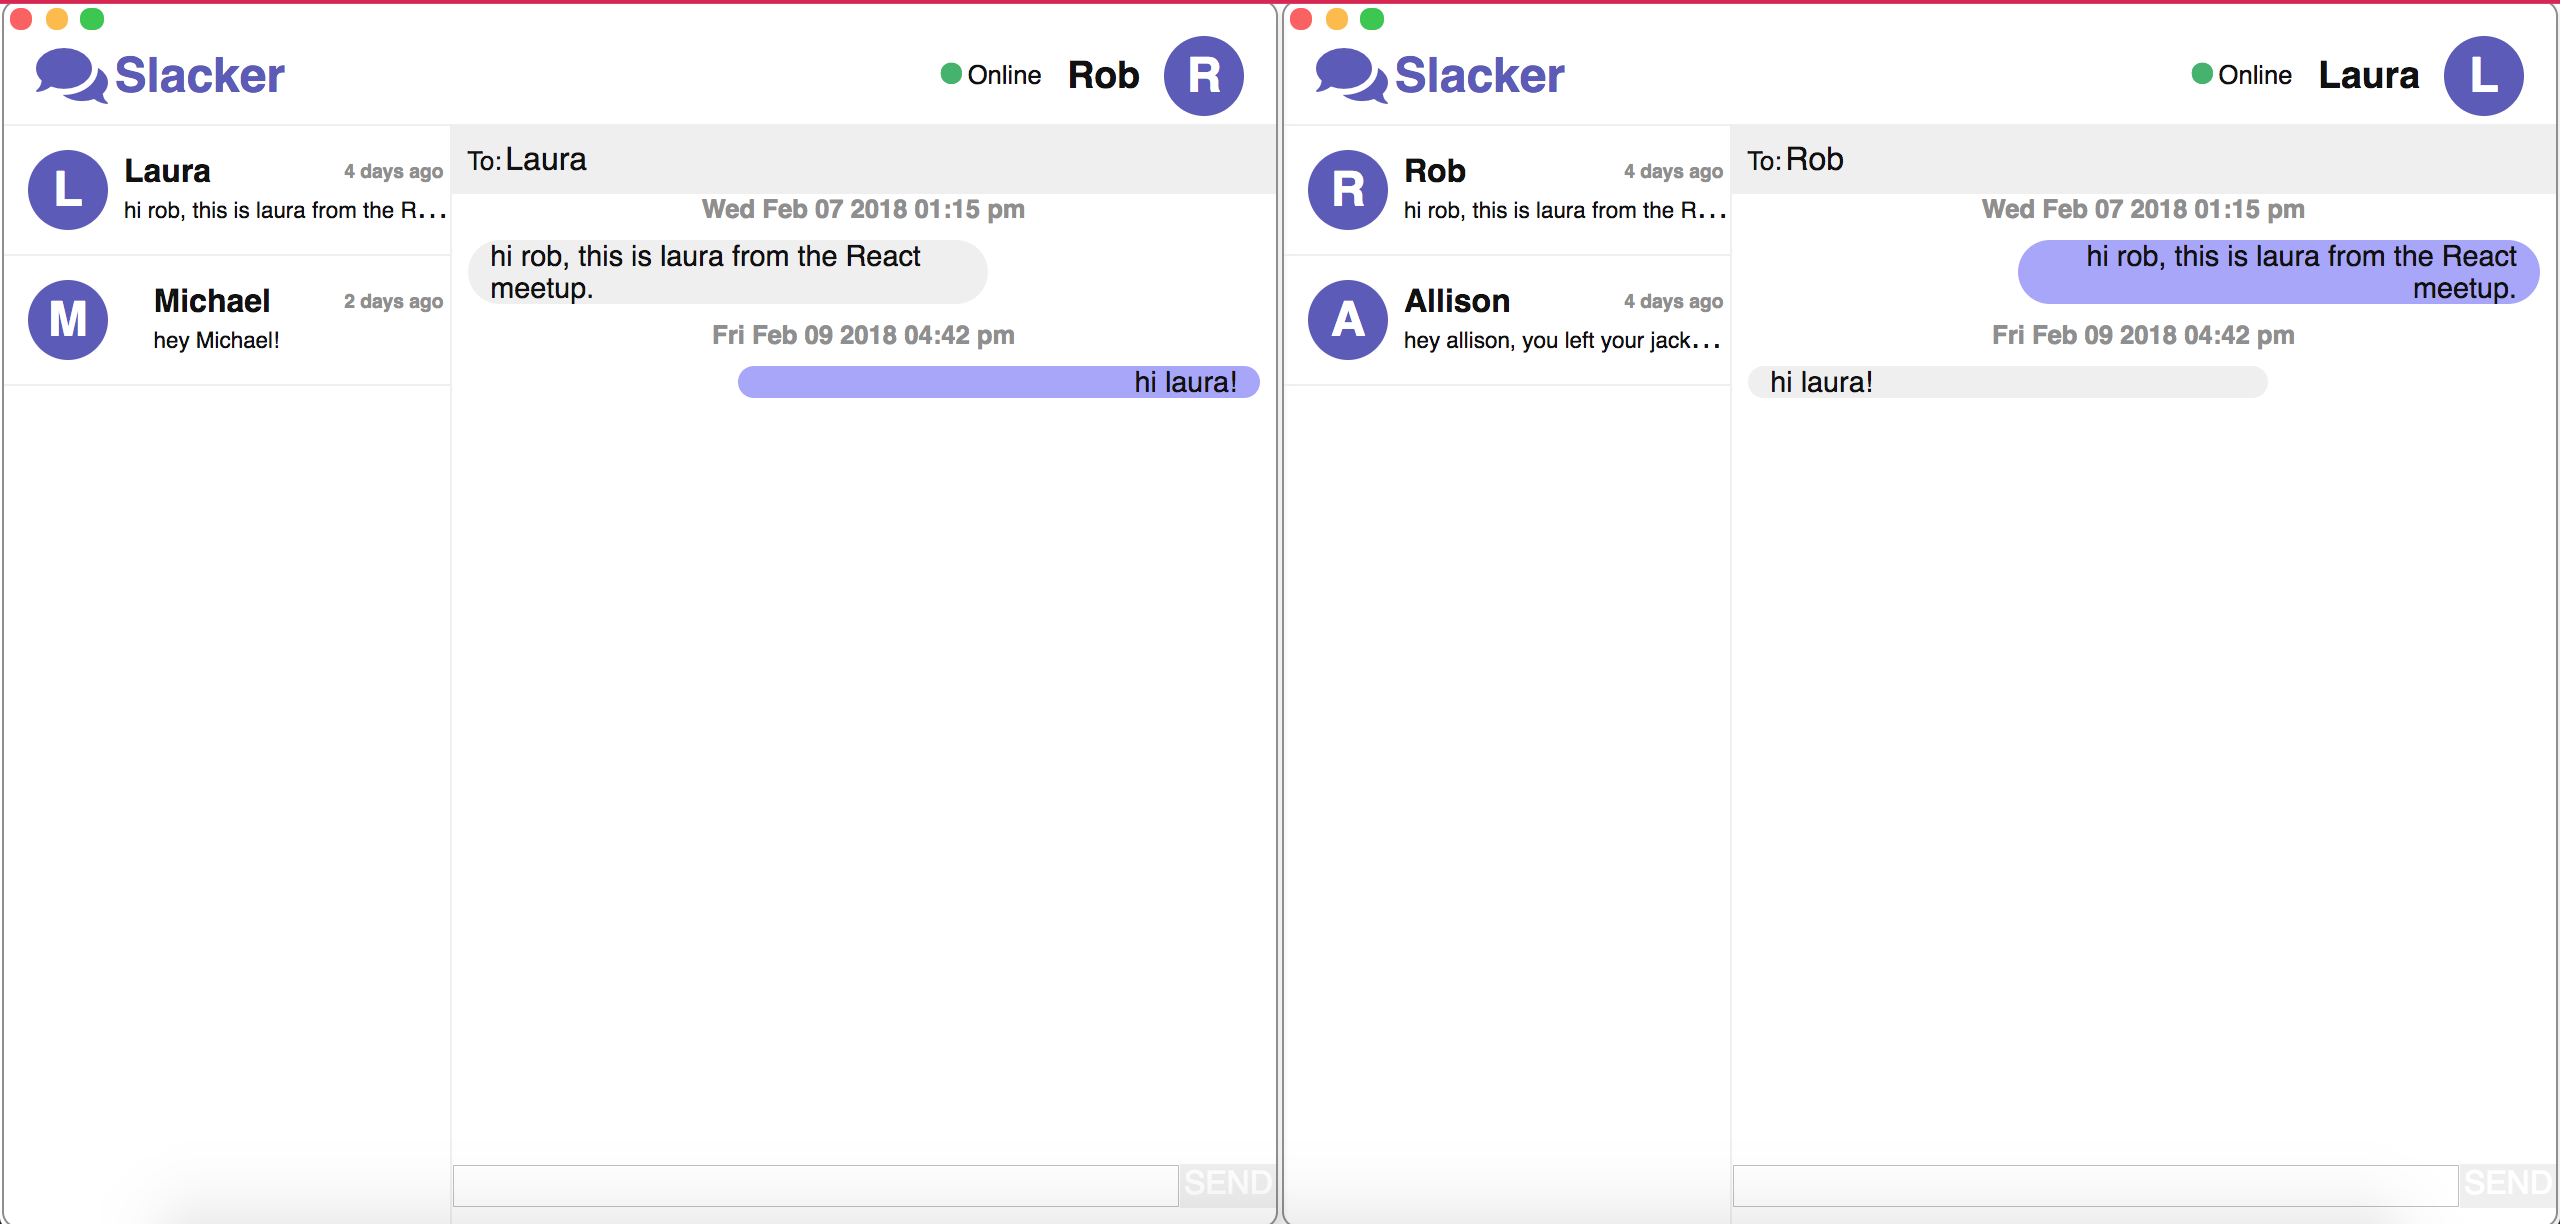 Slacker
Online Rob R
L Laura 4 days ago
hi rob, this is laura from the R...
M Michael 2 days ago
hey Michael!
To: Laura
Wed Feb 07 2018 01:15 pm
hi rob, this is laura from the React
meetup.
Fri Feb 09 2018 04:42 pm
hi laura!
SEND
Slacker
Online Laura L
R Rob 4 days ago
hi rob, this is laura from the R...
A Allison 4 days ago
hey allison, you left your jack...
To: Rob
Wed Feb 07 2018 01:15 pm
hi rob, this is laura from the React
meetup.
Fri Feb 09 2018 04:42 pm
hi laura!
SEND